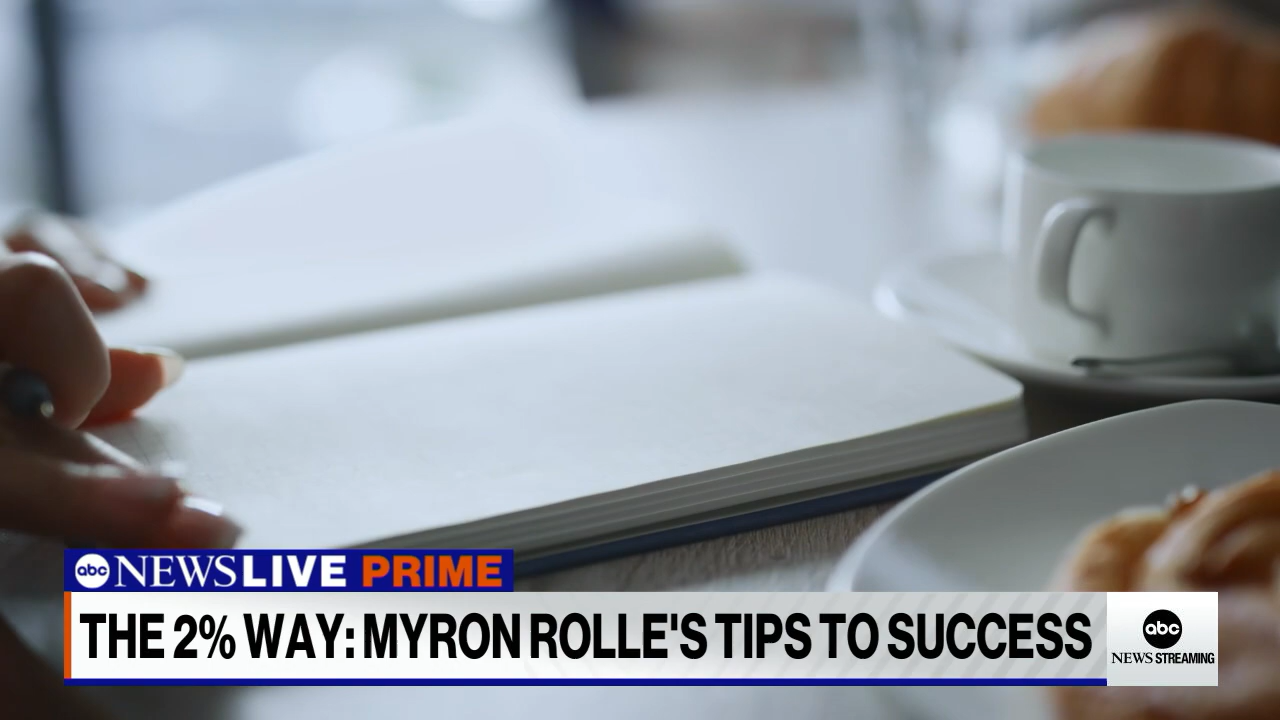 abc NEWS LIVE PRIME
THE 2% WAY: MYRON ROLLE'S TIPS TO SUCCESS
abc
NEWS STREAMING